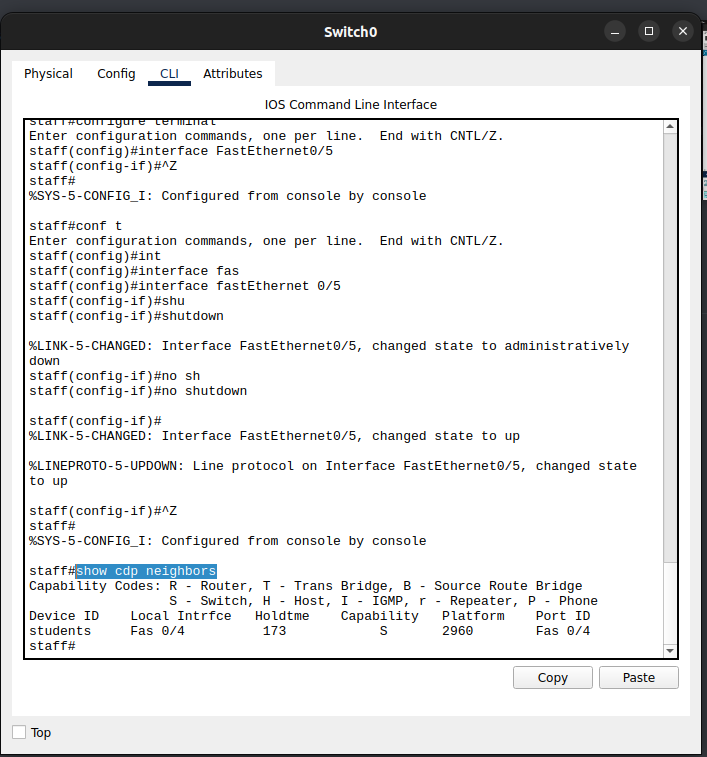 Switch0
Physical Config CLI Attributes
IOS Command Line Interface
staff#configure terminal
Enter configuration commands, one per line.  End with CNTL/Z.
staff(config)#interface FastEthernet0/5
staff(config-if)#^Z
staff#
%SYS-5-CONFIG_I: Configured from console by console
staff#conf t
Enter configuration commands, one per line.  End with CNTL/Z.
staff(config)#int
staff(config)#interface fas
staff(config)#interface fastEthernet 0/5
staff(config-if)#shu
staff(config-if)#shutdown
%LINK-5-CHANGED: Interface FastEthernet0/5, changed state to administratively
down
staff(config-if)#no sh
staff(config-if)#no shutdown
staff(config-if)#
%LINK-5-CHANGED: Interface FastEthernet0/5, changed state to up
%LINEPROTO-5-UPDOWN: Line protocol on Interface FastEthernet0/5, changed state
to up
staff(config-if)#^Z
staff#
%SYS-5-CONFIG_I: Configured from console by console
staff#show cdp neighbors
Capability Codes: R - Router, T - Trans Bridge, B - Source Route Bridge
                  S - Switch, H - Host, I - IGMP, r - Repeater, P - Phone
Device ID    Local Intrfce   Holdtme    Capability   Platform    Port ID
students     Fas 0/4          173            S       2960        Fas 0/4
staff#
Copy Paste
Top